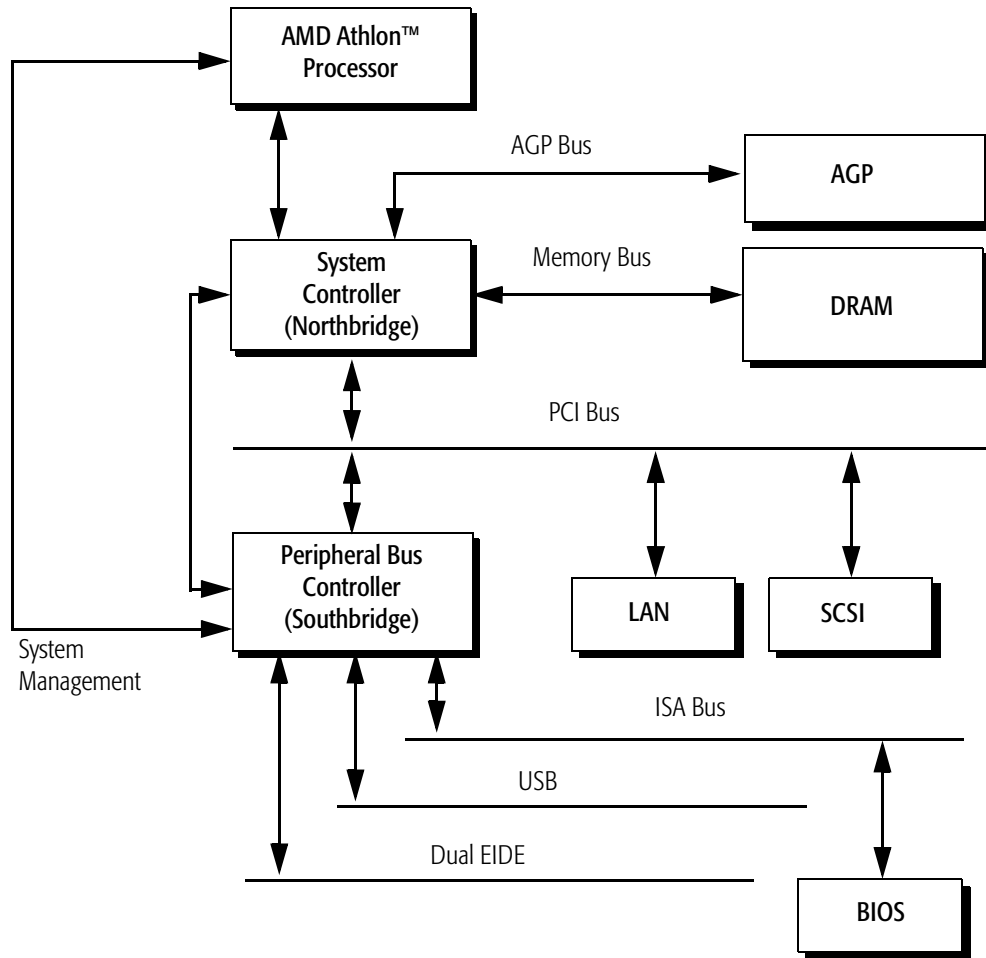 AMD Athlon™
Processor
AGP Bus
AGP
System
Controller
(Northbridge)
Memory Bus
DRAM
PCI Bus
Peripheral Bus
Controller
(Southbridge)
LAN
SCSI
System
Management
ISA Bus
USB
Dual EIDE
BIOS